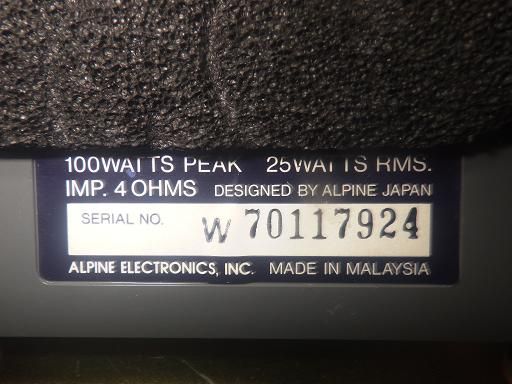 100WATTS PEAK 25WATTS RMS.
IMP. 4 OHMS DESIGNED BY ALPINE JAPAN
SERIAL NO. W 70117924
ALPINE ELECTRONICS, INC. MADE IN MALAYSIA